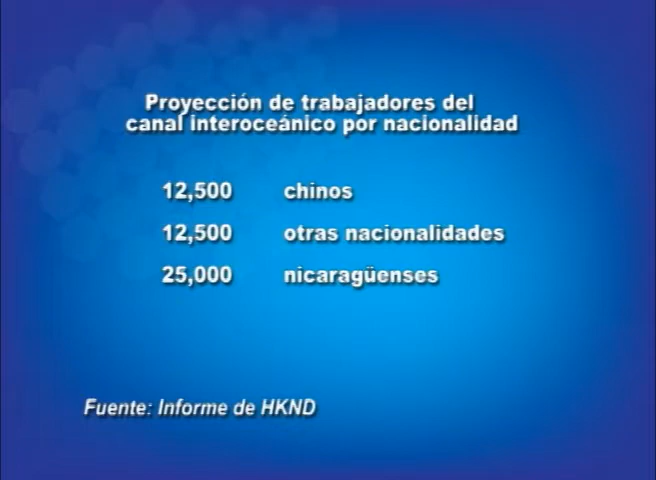 Proyección de trabajadores del
canal interoceánico por nacionalidad
12,500 chinos
12,500 otras nacionalidades
25,000 nicaragüenses
Fuente: Informe de HKND